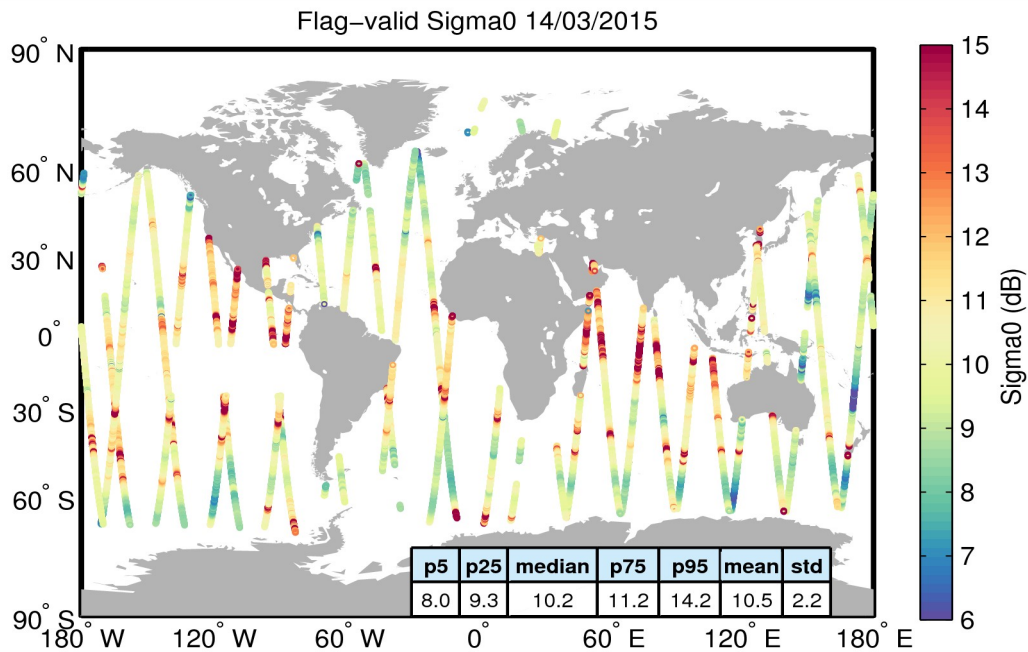 Flag−valid Sigma0 14/03/2015
90° N
60° N
30° N
0°
30° S
60° S
90° S
180° W 120° W 60° W 0° 60° E 120° E 180° E
p5 p25 median p75 p95 mean std
8.0 9.3 10.2 11.2 14.2 10.5 2.2
15
14
13
12
11
10
9
8
7
6
Sigma0 (dB)